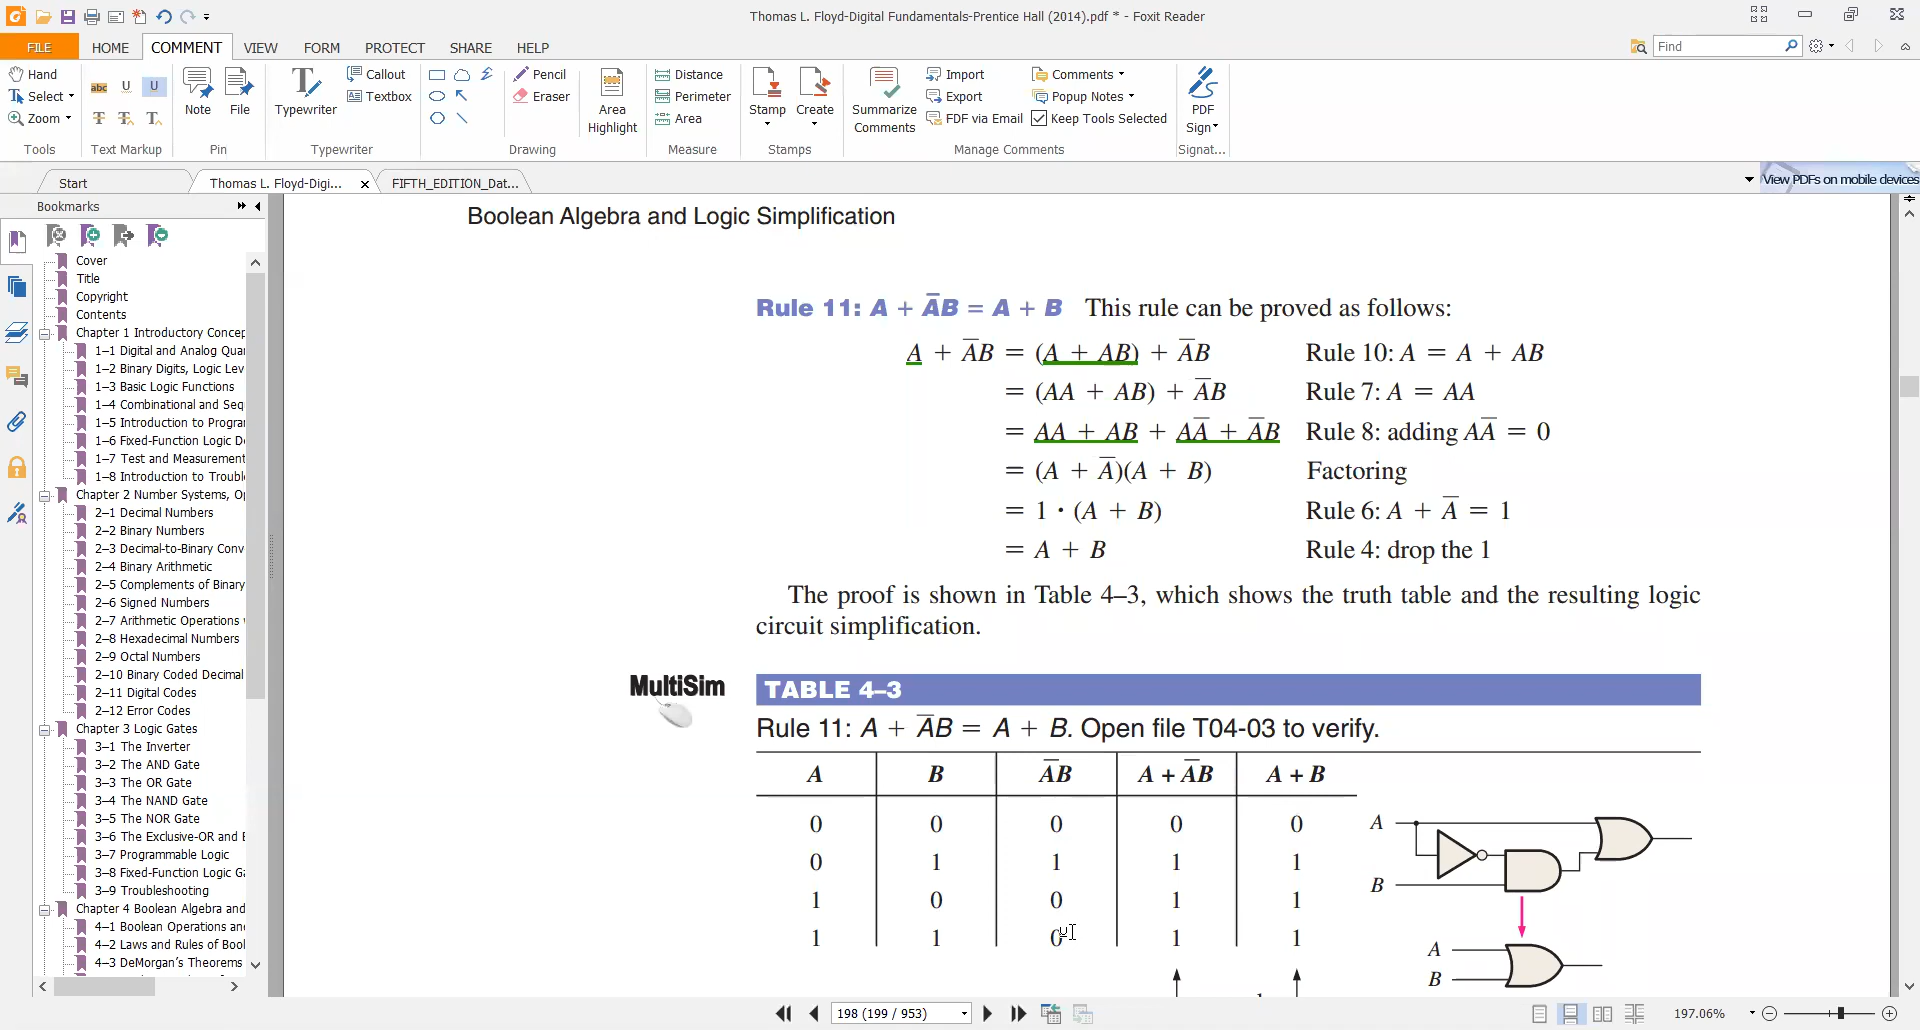 Thomas L. Floyd-Digital Fundamentals-Prentice Hall (2014).pdf * - Foxit Reader
FILE HOME COMMENT VIEW FORM PROTECT SHARE HELP
Find
Hand
Select
Zoom
Tools
abc U U
T T T
Text Markup
Note
File
Pin
Typewriter
Callout
Textbox
Typewriter
Pencil
Eraser
Drawing
Area
Highlight
Distance
Perimeter
Area
Measure
Stamp
Create
Stamps
Summarize
Comments
Import
Export
FDF via Email
Comments
Popup Notes
Keep Tools Selected
Manage Comments
PDF
Sign
Signat...
Start
Thomas L. Floyd-Digi... x
FIFTH_EDITION_Dat...
View PDFs on mobile devices
Bookmarks
Cover
Title
Copyright
Contents
Chapter 1 Introductory Concep
1–1 Digital and Analog Qua
1–2 Binary Digits, Logic Lev
1–3 Basic Logic Functions
1–4 Combinational and Seq
1–5 Introduction to Progra
1–6 Fixed-Function Logic D
1–7 Test and Measurement
1–8 Introduction to Troubl
Chapter 2 Number Systems, O
2–1 Decimal Numbers
2–2 Binary Numbers
2–3 Decimal-to-Binary Conv
2–4 Binary Arithmetic
2–5 Complements of Binary
2–6 Signed Numbers
2–7 Arithmetic Operations
2–8 Hexadecimal Numbers
2–9 Octal Numbers
2–10 Binary Coded Decimal
2–11 Digital Codes
2–12 Error Codes
Chapter 3 Logic Gates
3–1 The Inverter
3–2 The AND Gate
3–3 The OR Gate
3–4 The NAND Gate
3–5 The NOR Gate
3–6 The Exclusive-OR and E
3–7 Programmable Logic
3–8 Fixed-Function Logic Ga
3–9 Troubleshooting
Chapter 4 Boolean Algebra and
4–1 Boolean Operations an
4–2 Laws and Rules of Bool
4–3 DeMorgan's Theorems
Boolean Algebra and Logic Simplification
Rule 11: A + A̅B = A + B This rule can be proved as follows:
A + A̅B = (A + AB) + A̅B Rule 10: A = A + AB
= (AA + AB) + A̅B Rule 7: A = AA
= AA + AB + AA̅ + A̅B Rule 8: adding AA̅ = 0
= (A + A̅)(A + B) Factoring
= 1 · (A + B) Rule 6: A + A̅ = 1
= A + B Rule 4: drop the 1
The proof is shown in Table 4–3, which shows the truth table and the resulting logic
circuit simplification.
MultiSim
TABLE 4–3
Rule 11: A + A̅B = A + B. Open file T04-03 to verify.
A B A̅B A + A̅B A + B
0 0 0 0 0
0 1 1 1 1
1 0 0 1 1
1 1 0 1 1
A
B
A
B
198 (199 / 953)
197.06%